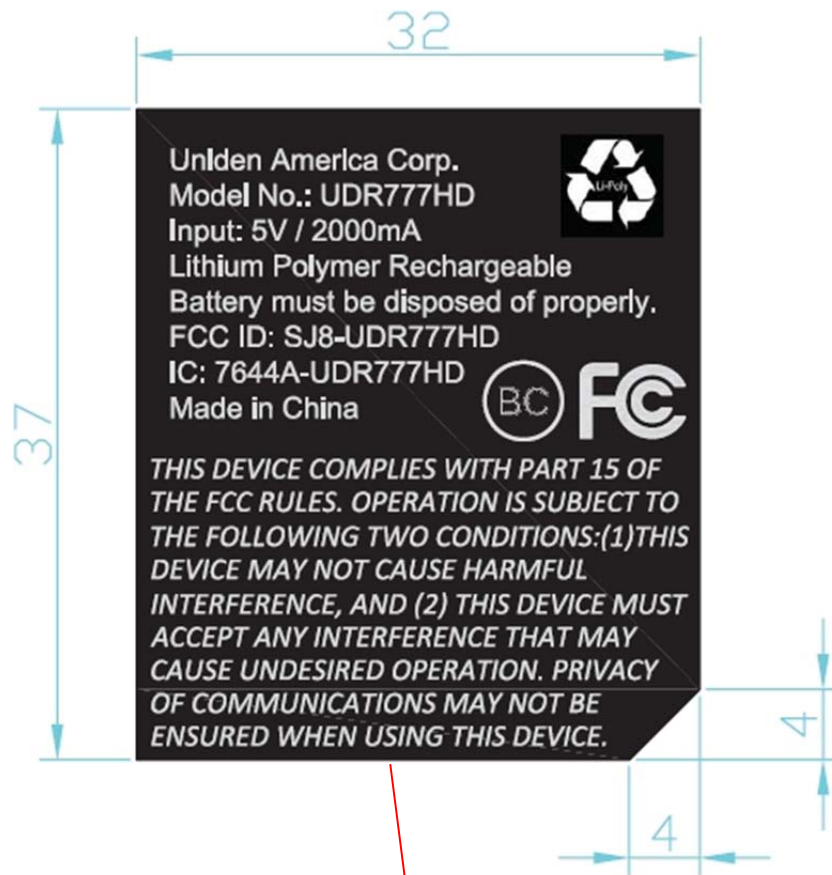 32
Uniden America Corp.
Model No.: UDR777HD
Input: 5V / 2000mA
Li-Poly
Lithium Polymer Rechargeable
Battery must be disposed of properly.
FCC ID: SJ8-UDR777HD
IC: 7644A-UDR777HD
BC
FC
Made in China
37
THIS DEVICE COMPLIES WITH PART 15 OF
THE FCC RULES. OPERATION IS SUBJECT TO
THE FOLLOWING TWO CONDITIONS:(1)THIS
DEVICE MAY NOT CAUSE HARMFUL
INTERFERENCE, AND (2) THIS DEVICE MUST
ACCEPT ANY INTERFERENCE THAT MAY
CAUSE UNDESIRED OPERATION. PRIVACY
OF COMMUNICATIONS MAY NOT BE
ENSURED WHEN USING THIS DEVICE.
4
4